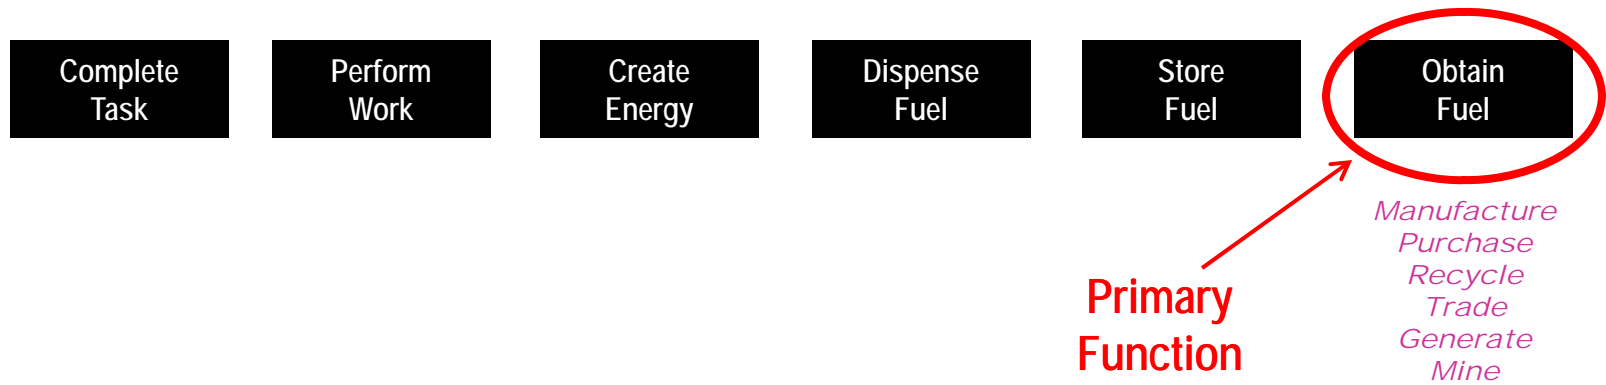 Complete
Task
Perform
Work
Create
Energy
Dispense
Fuel
Store
Fuel
Obtain
Fuel
Manufacture
Purchase
Recycle
Trade
Generate
Mine
Primary
Function